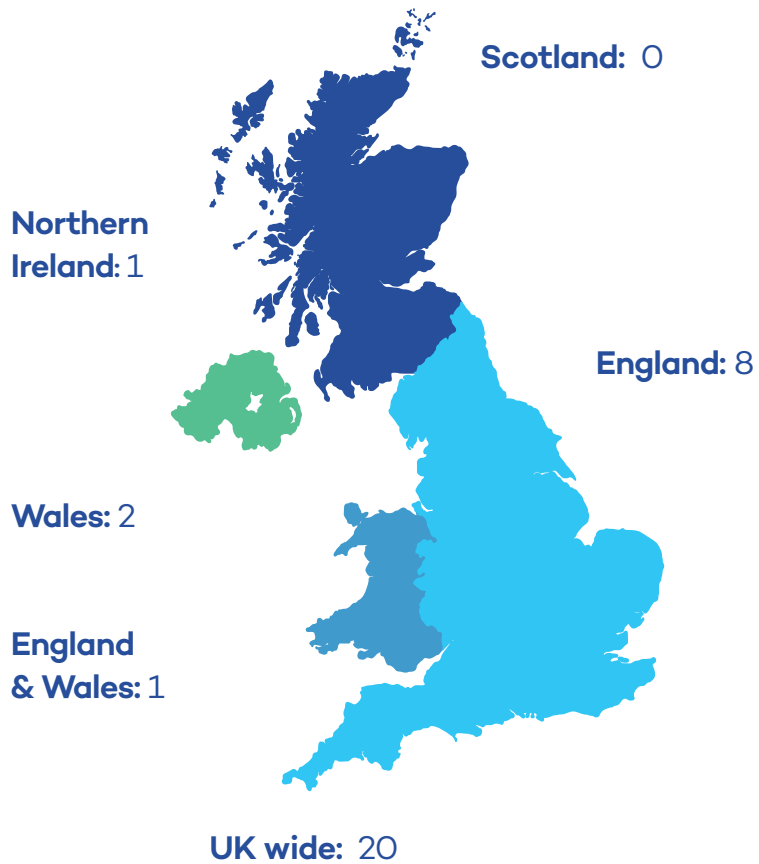 Scotland: 0
Northern
Ireland: 1
England: 8
Wales: 2
England
& Wales: 1
UK wide: 20